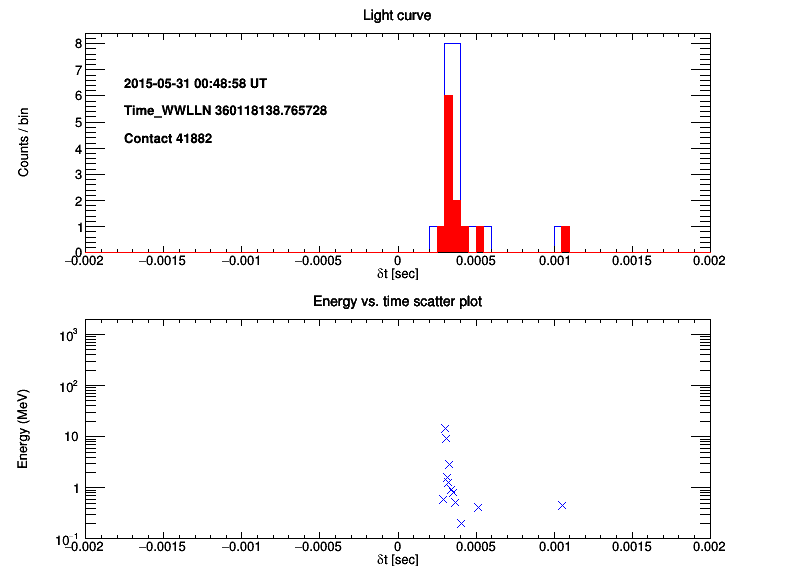 Light curve
8
7
6
5
4
3
2
1
0
Counts / bin
2015-05-31 00:48:58 UT
Time_WWLLN 360118138.765728
Contact 41882
−0.002 −0.0015 −0.001 −0.0005 0 0.0005 0.001 0.0015 0.002
δt [sec]
Energy vs. time scatter plot
10³
10²
10
1
10⁻¹
Energy (MeV)
−0.002 −0.0015 −0.001 −0.0005 0 0.0005 0.001 0.0015 0.002
δt [sec]